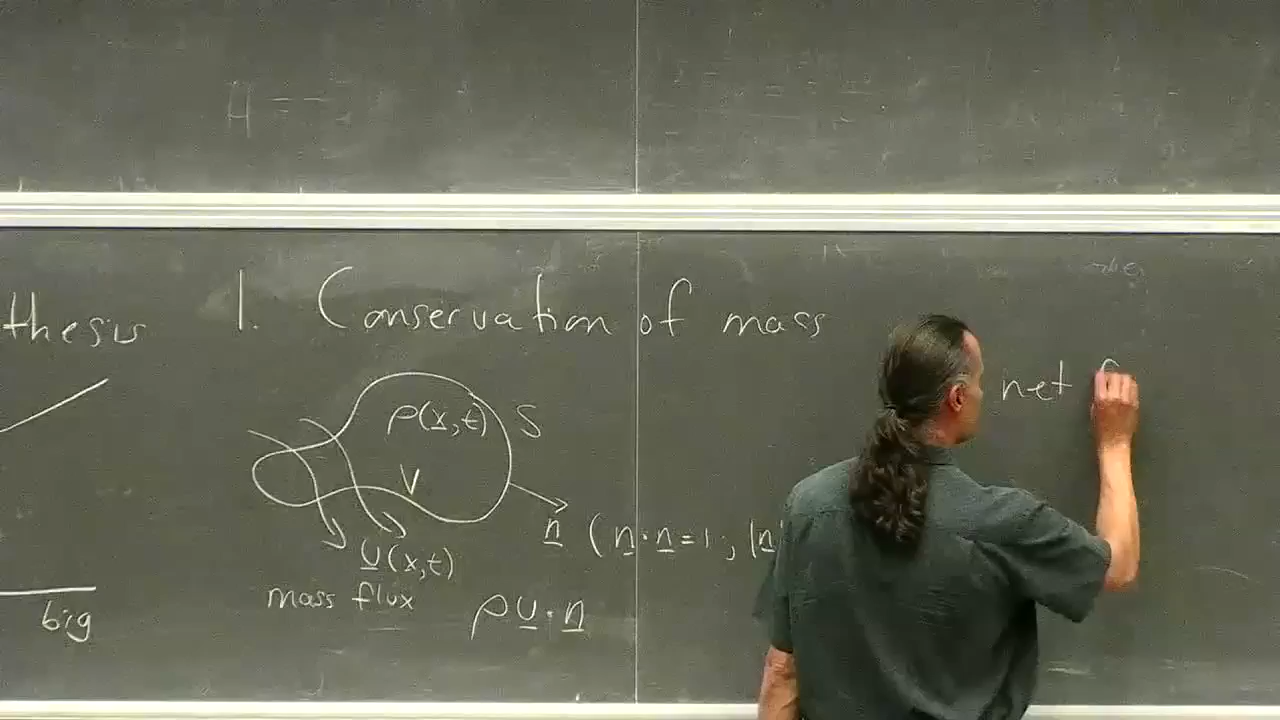 thesis
big
1. Conservation of mass
ρ(x,t) S
V
n (n·n=1, |n|
u(x,t)
mass flux
ρu·n
net